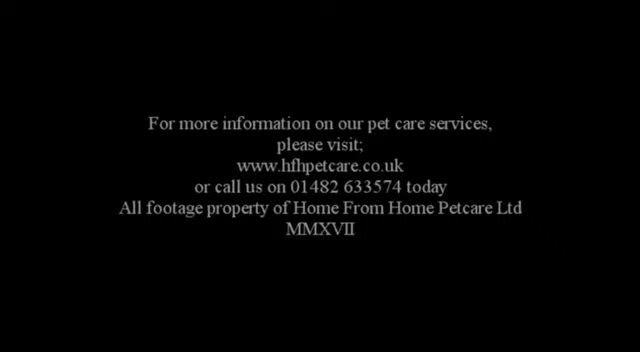 For more information on our pet care services,
please visit;
www.hfhpetcare.co.uk
or call us on 01482 633574 today
All footage property of Home From Home Petcare Ltd
MMXVII